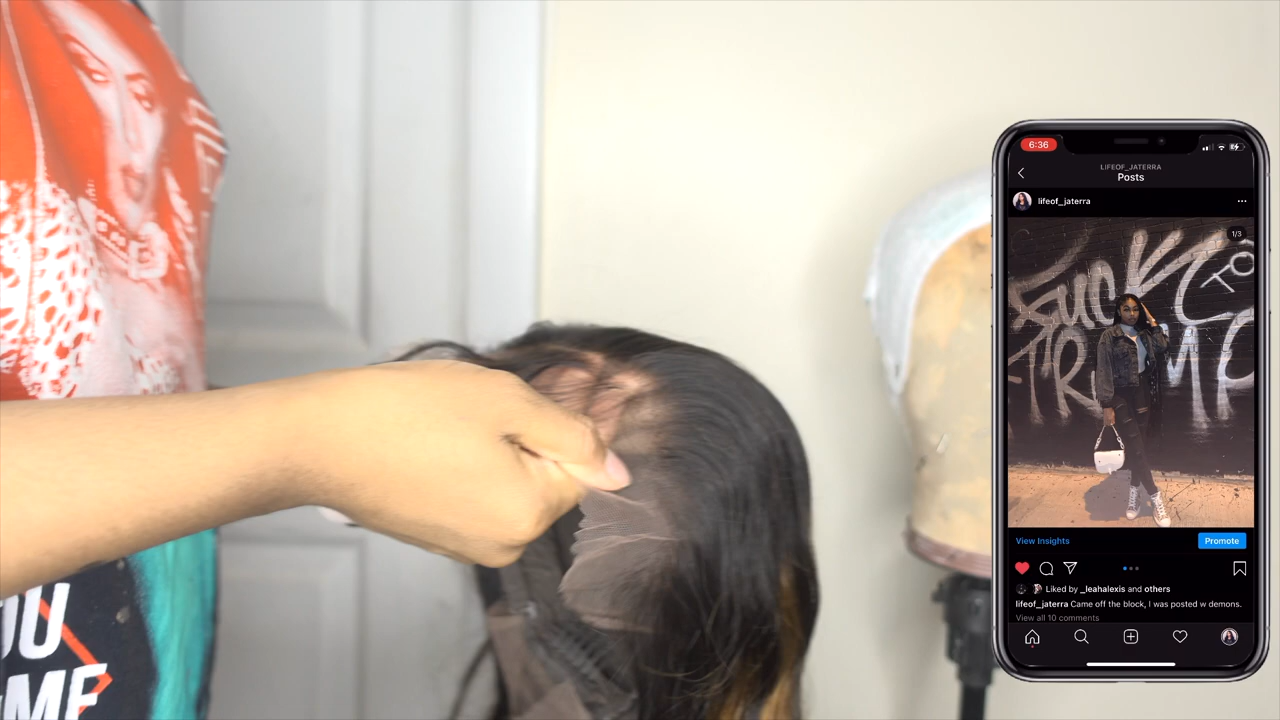 6:36
LIFEOF_JATERRA
Posts
lifeof_jaterra
1/3
FUCK
TO
View Insights
Promote
Liked by _leahalexis and others
lifeof_jaterra Came off the block, I was posted w demons.
View all 10 comments
OU
ME